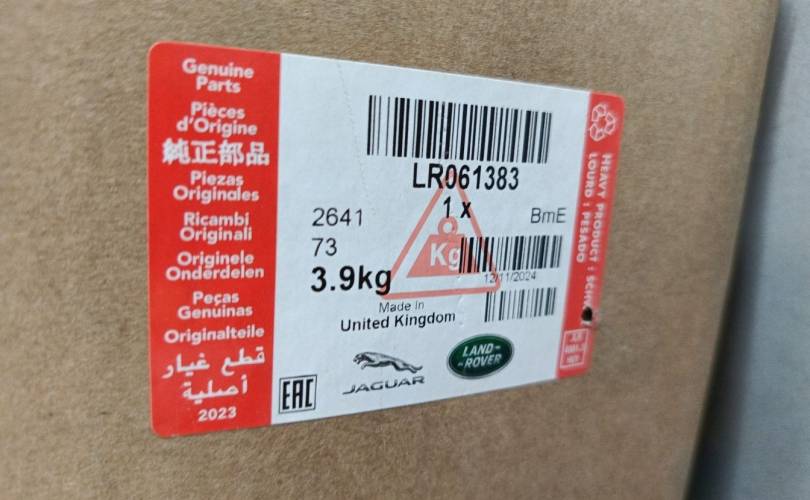 Genuine
Parts
Pièces
d'Origine
純正部品
Piezas
Originales
Ricambi
Originali
Originele
Onderdelen
Peças
Genuinas
Originalteile
قطع غيار
أصلية
2023
LR061383
1 x
2641
BmE
73
Kg
3.9kg
12/11/2024
Made in
United Kingdom
JAGUAR
LAND-
-ROVER
EAC
HEAVY PRODUCT :
LOURD : PESADO